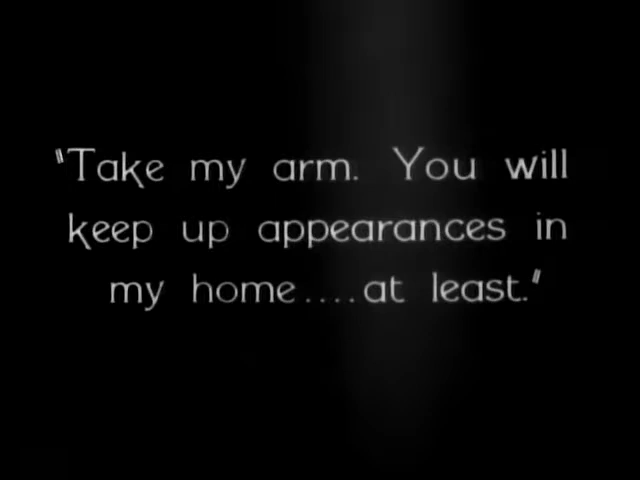 "Take my arm. You will
keep up appearances in
my home....at least."